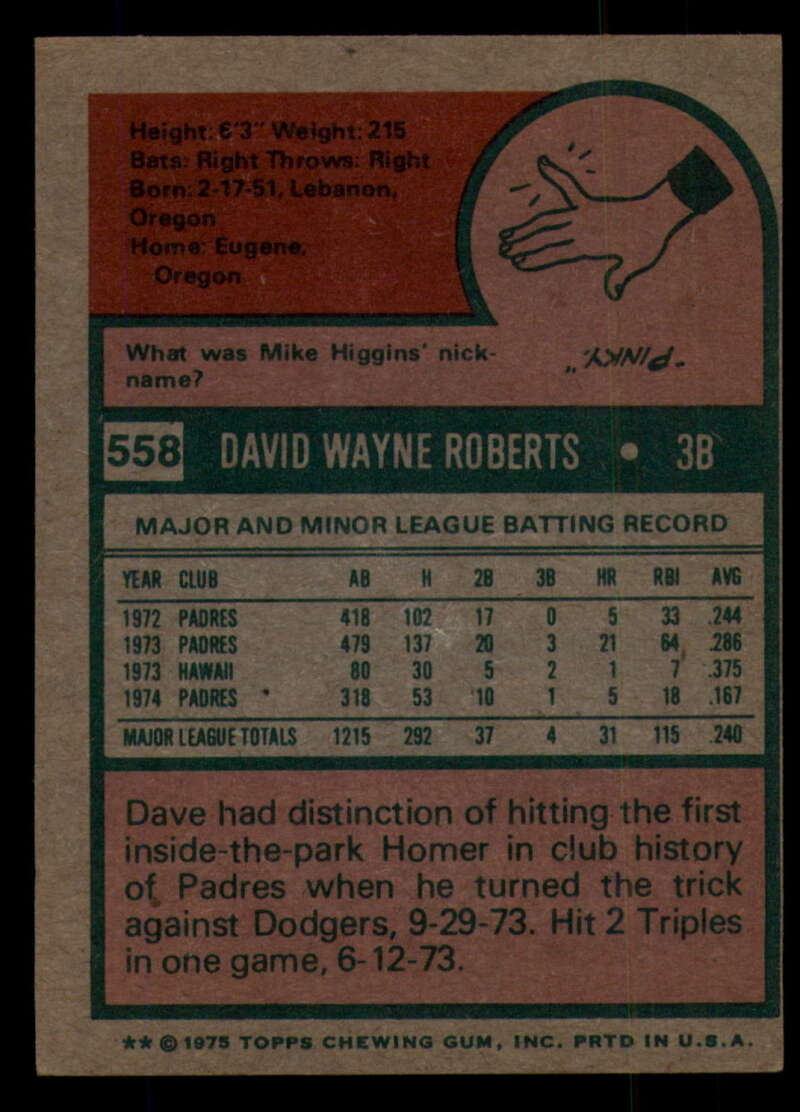 Height: 6'3" Weight: 215
Bats: Right Throws: Right
Born: 2-17-51, Lebanon,
Oregon
Home: Eugene,
Oregon
What was Mike Higgins' nick-
name?
"PINKY."
558 DAVID WAYNE ROBERTS • 3B
MAJOR AND MINOR LEAGUE BATTING RECORD
YEAR CLUB AB H 2B 3B HR RBI AVG
1972 PADRES 418 102 17 0 5 33 .244
1973 PADRES 479 137 20 3 21 64 .286
1973 HAWAII 80 30 5 2 1 7 .375
1974 PADRES 318 53 10 1 5 18 .167
MAJOR LEAGUE TOTALS 1215 292 37 4 31 115 .240
Dave had distinction of hitting the first
inside-the-park Homer in club history
of Padres when he turned the trick
against Dodgers, 9-29-73. Hit 2 Triples
in one game, 6-12-73.
** © 1975 TOPPS CHEWING GUM, INC. PRTD IN U.S.A.